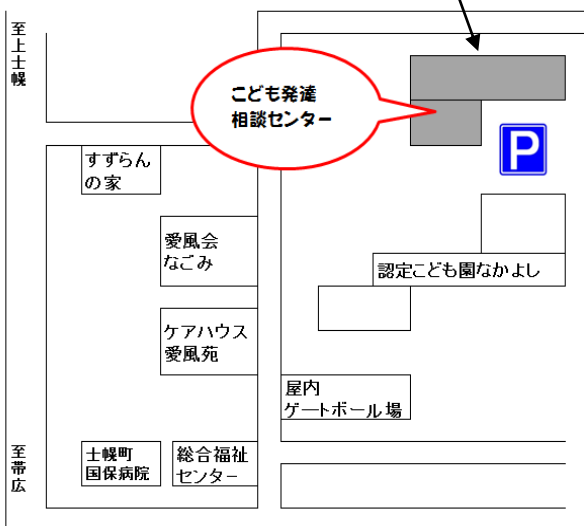 至上士幌
こども発達
相談センター
P
すずらん
の家
愛風会
なごみ
認定こども園なかよし
ケアハウス
愛風苑
屋内
ゲートボール場
至帯広
士幌町
国保病院
総合福祉
センター